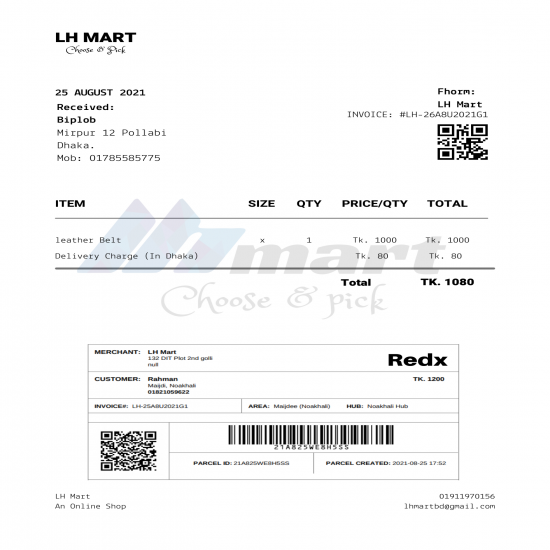 LH MART
Choose & Pick
25 AUGUST 2021
Received:
Biplob
Mirpur 12 Pollabi
Dhaka.
Mob: 01785585775
Fhorm:
LH Mart
INVOICE: #LH-26A8U2021G1
ITEM SIZE QTY PRICE/QTY TOTAL
leather Belt x 1 Tk. 1000 Tk. 1000
Delivery Charge (In Dhaka) Tk. 80 Tk. 80
mart
Total TK. 1080
Choose & pick
MERCHANT: LH Mart
132 DIT Plot 2nd golli
null
Redx
CUSTOMER: Rahman
Maijdi, Noakhali
01821059622
TK. 1200
INVOICE#: LH-25A8U2021G1 AREA: Maijdee (Noakhali) HUB: Noakhali Hub
21A825WE8H5SS
PARCEL ID: 21A825WE8H5SS PARCEL CREATED: 2021-08-25 17:52
LH Mart
An Online Shop
01911970156
lhmartbd@gmail.com